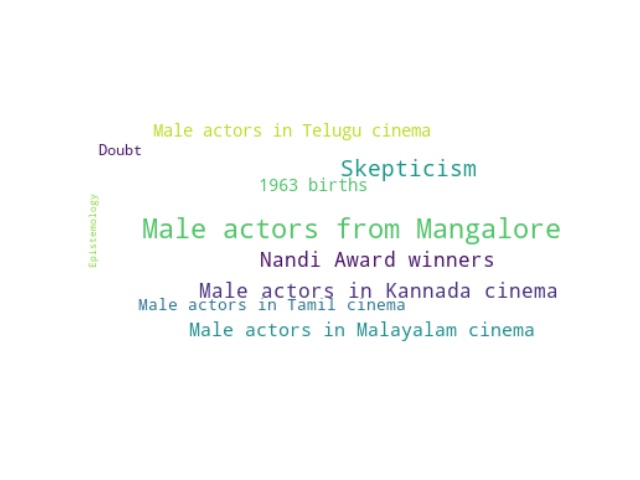 Male actors in Telugu cinema
Doubt
Skepticism
1963 births
Epistemology
Male actors from Mangalore
Nandi Award winners
Male actors in Kannada cinema
Male actors in Tamil cinema
Male actors in Malayalam cinema